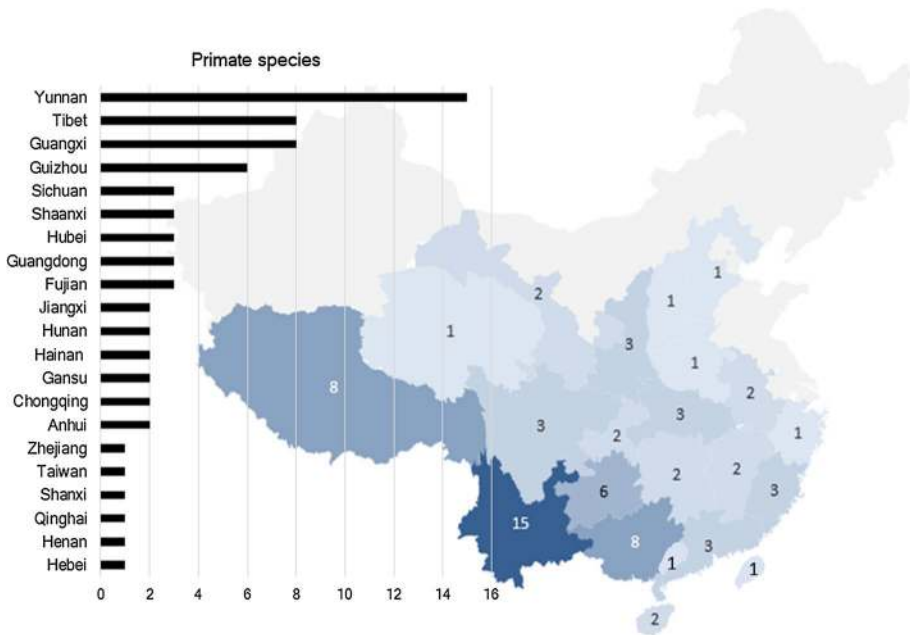 Primate species
Yunnan
Tibet
Guangxi
Guizhou
Sichuan
Shaanxi
Hubei
Guangdong
Fujian
Jiangxi
Hunan
Hainan
Gansu
Chongqing
Anhui
Zhejiang
Taiwan
Shanxi
Qinghai
Henan
Hebei
0 2 4 6 8 10 12 14 16
1
2
1
1
3
1
8
2
3
3
2
1
2
2
6
3
15
8
3
1
1
2